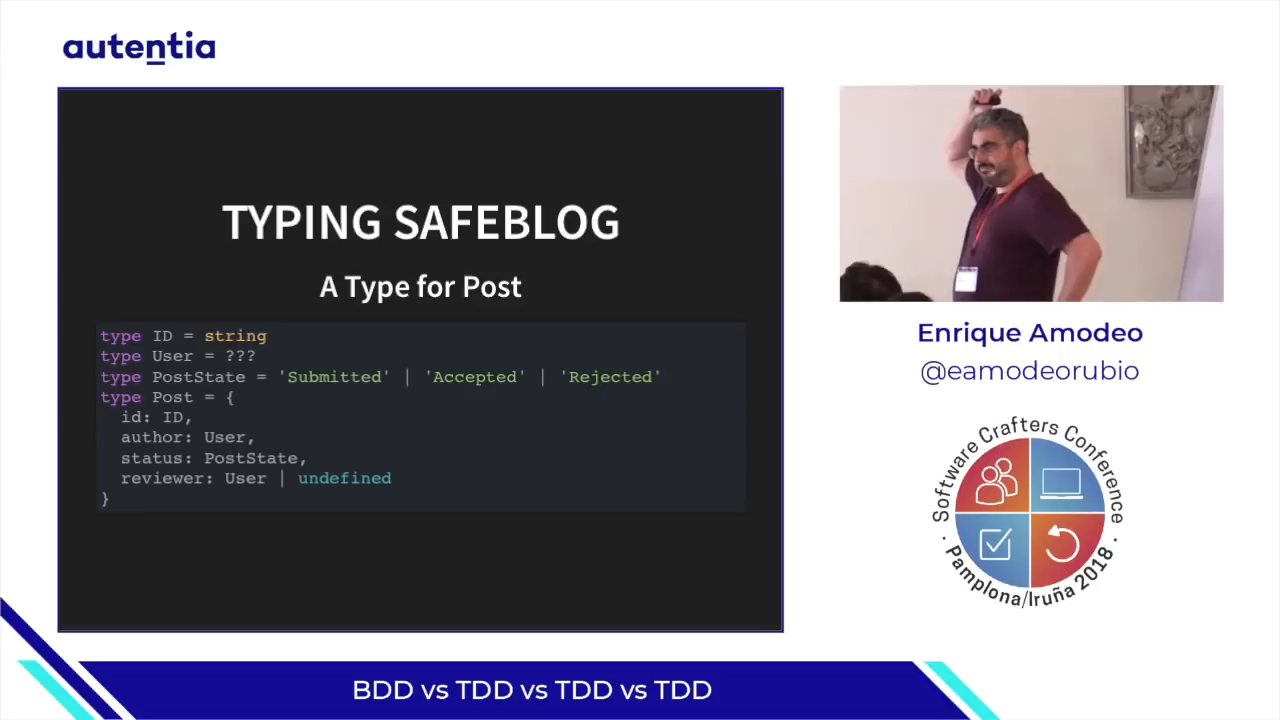 autentia
TYPING SAFEBLOG
A Type for Post
type ID = string
type User = ???
type PostState = 'Submitted' | 'Accepted' | 'Rejected'
type Post = {
  id: ID,
  author: User,
  status: PostState,
  reviewer: User | undefined
}
Enrique Amodeo
@eamodeorubio
Software Crafters Conference
· Pamplona/Iruña 2018 ·
BDD vs TDD vs TDD vs TDD